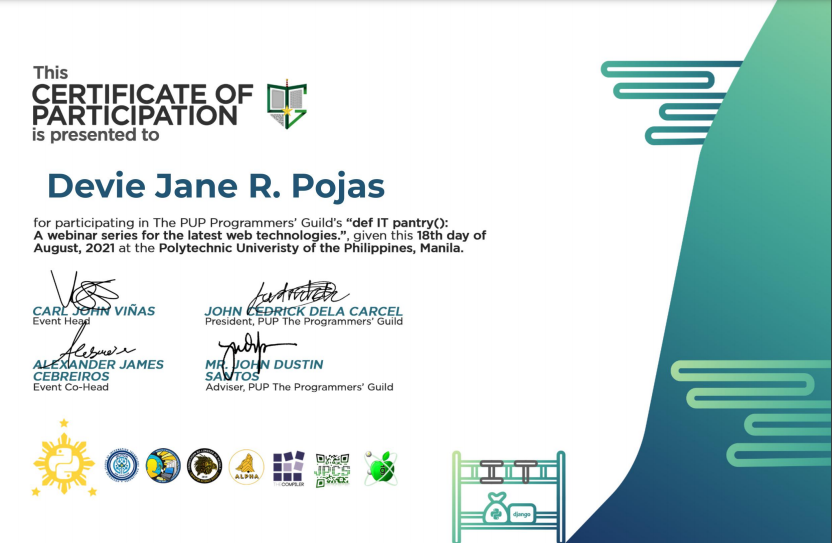 This
CERTIFICATE OF
PARTICIPATION
is presented to
Devie Jane R. Pojas
for participating in The PUP Programmers' Guild's "def IT pantry():
A webinar series for the latest web technologies.", given this 18th day of
August, 2021 at the Polytechnic Univeristy of the Philippines, Manila.
CARL JOHN VIÑAS
Event Head
JOHN CEDRICK DELA CARCEL
President, PUP The Programmers' Guild
ALEXANDER JAMES
CEBREIROS
Event Co-Head
MR. JOHN DUSTIN
SANTOS
Adviser, PUP The Programmers' Guild
ALPHA
COMPILER
JPCS
IT
django